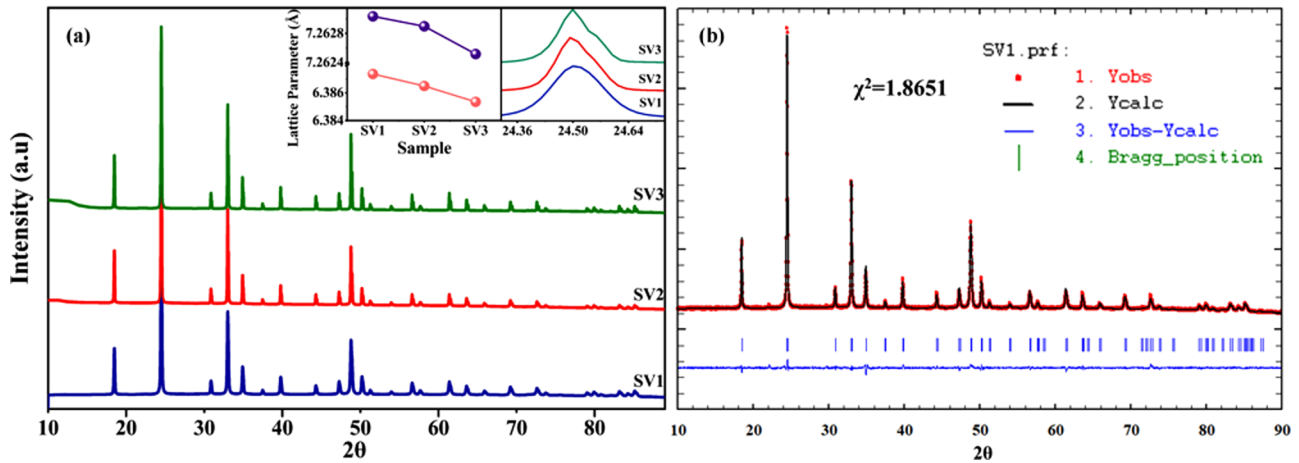 (a)
Intensity (a.u)
Lattice Parameter (Å)
7.2628
7.2624
6.386
6.384
SV1 SV2 SV3
Sample
SV3
SV2
SV1
24.36 24.50 24.64
SV3
SV2
SV1
10 20 30 40 50 60 70 80
2θ
(b)
χ²=1.8651
SV1.prf:
1. Yobs
2. Ycalc
3. Yobs-Ycalc
4. Bragg_position
10 20 30 40 50 60 70 80 90
2θ